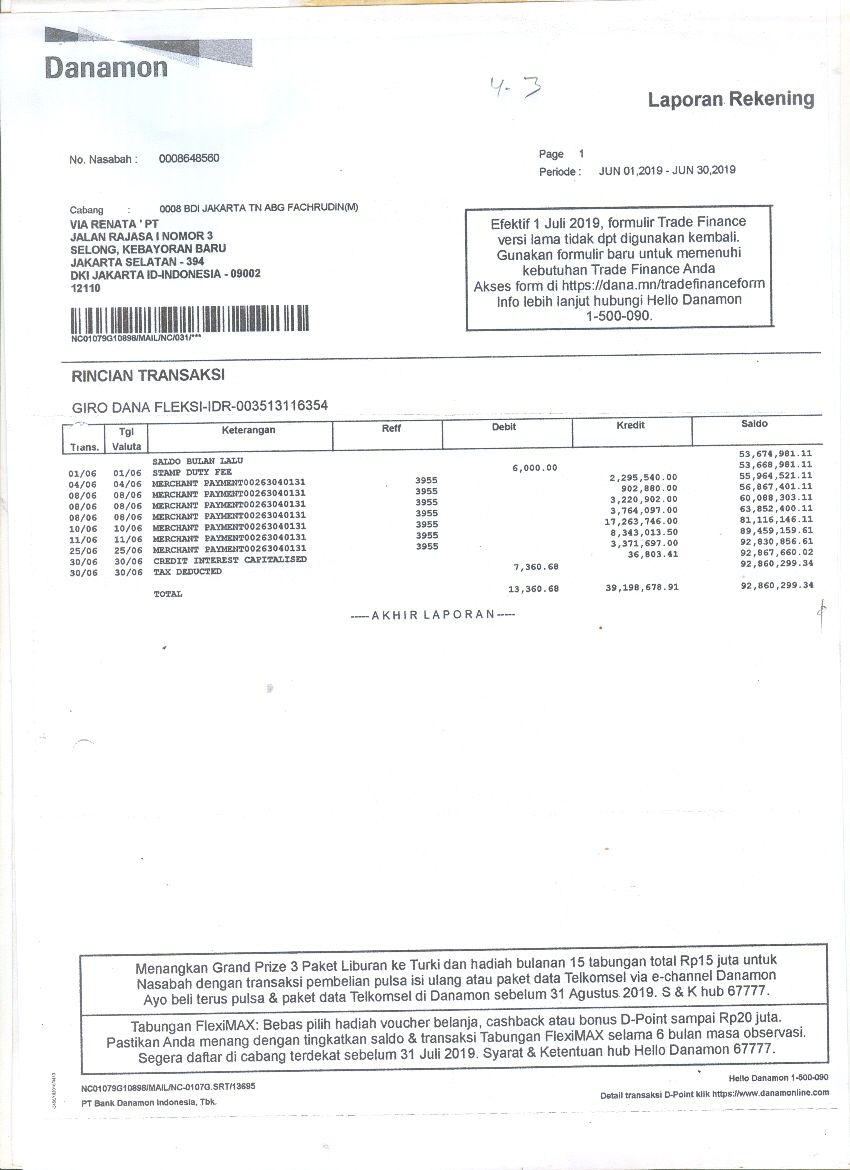 Danamon
4-3
Laporan Rekening
No. Nasabah : 0008648560
Page 1
Periode : JUN 01,2019 - JUN 30,2019
Cabang : 0008 BDI JAKARTA TN ABG FACHRUDIN(M)
VIA RENATA ' PT
JALAN RAJASA I NOMOR 3
SELONG, KEBAYORAN BARU
JAKARTA SELATAN - 394
DKI JAKARTA ID-INDONESIA - 09002
12110
NC01079G10898/MAIL/NC/031/***
Efektif 1 Juli 2019, formulir Trade Finance
versi lama tidak dpt digunakan kembali.
Gunakan formulir baru untuk memenuhi
kebutuhan Trade Finance Anda
Akses form di https://dana.mn/tradefinanceform
Info lebih lanjut hubungi Hello Danamon
1-500-090.
RINCIAN TRANSAKSI
GIRO DANA FLEKSI-IDR-003513116354
Trans. Tgl Valuta Keterangan Reff Debit Kredit Saldo
SALDO BULAN LALU 53,674,981.11
01/06 01/06 STAMP DUTY FEE 6,000.00 53,668,981.11
04/06 04/06 MERCHANT PAYMENT00263040131 3955 2,295,540.00 55,964,521.11
08/06 08/06 MERCHANT PAYMENT00263040131 3955 902,880.00 56,867,401.11
08/06 08/06 MERCHANT PAYMENT00263040131 3955 3,220,902.00 60,088,303.11
08/06 08/06 MERCHANT PAYMENT00263040131 3955 3,764,097.00 63,852,400.11
10/06 10/06 MERCHANT PAYMENT00263040131 3955 17,263,746.00 81,116,146.11
11/06 11/06 MERCHANT PAYMENT00263040131 3955 8,343,013.50 89,459,159.61
25/06 25/06 MERCHANT PAYMENT00263040131 3955 3,371,697.00 92,830,856.61
30/06 30/06 CREDIT INTEREST CAPITALISED 36,803.41 92,867,660.02
30/06 30/06 TAX DEDUCTED 7,360.68 92,860,299.34
TOTAL 13,360.68 39,198,678.91 92,860,299.34
-----AKHIR LAPORAN-----
Menangkan Grand Prize 3 Paket Liburan ke Turki dan hadiah bulanan 15 tabungan total Rp15 juta untuk
Nasabah dengan transaksi pembelian pulsa isi ulang atau paket data Telkomsel via e-channel Danamon
Ayo beli terus pulsa & paket data Telkomsel di Danamon sebelum 31 Agustus 2019. S & K hub 67777.
Tabungan FlexiMAX: Bebas pilih hadiah voucher belanja, cashback atau bonus D-Point sampai Rp20 juta.
Pastikan Anda menang dengan tingkatkan saldo & transaksi Tabungan FlexiMAX selama 6 bulan masa observasi.
Segera daftar di cabang terdekat sebelum 31 Juli 2019. Syarat & Ketentuan hub Hello Danamon 67777.
NC01079G10898/MAIL/NC-0107G.SRT/13695
PT Bank Danamon Indonesia, Tbk.
Hello Danamon 1-500-090
Detail transaksi D-Point klik https://www.danamonline.com